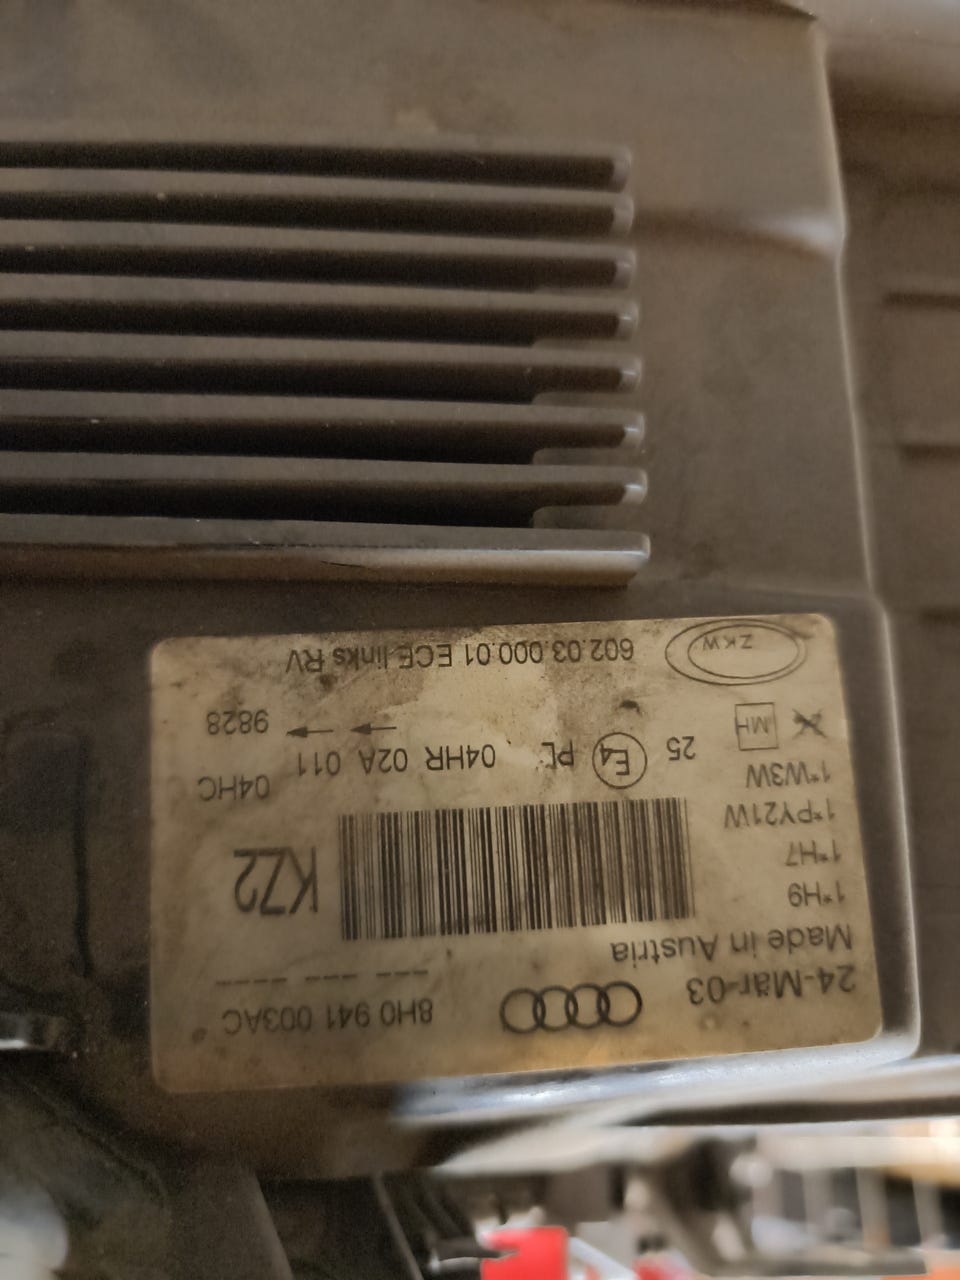 24-Mär-03
8H0 941 003AC
Made in Austria
1*H9
1*H7
1*PY21W
1*W3W
KZ2
04HC
25 E4 PL 04HR 02A 011
MH
9828
ZKW
602.03.000.01 ECE links RV